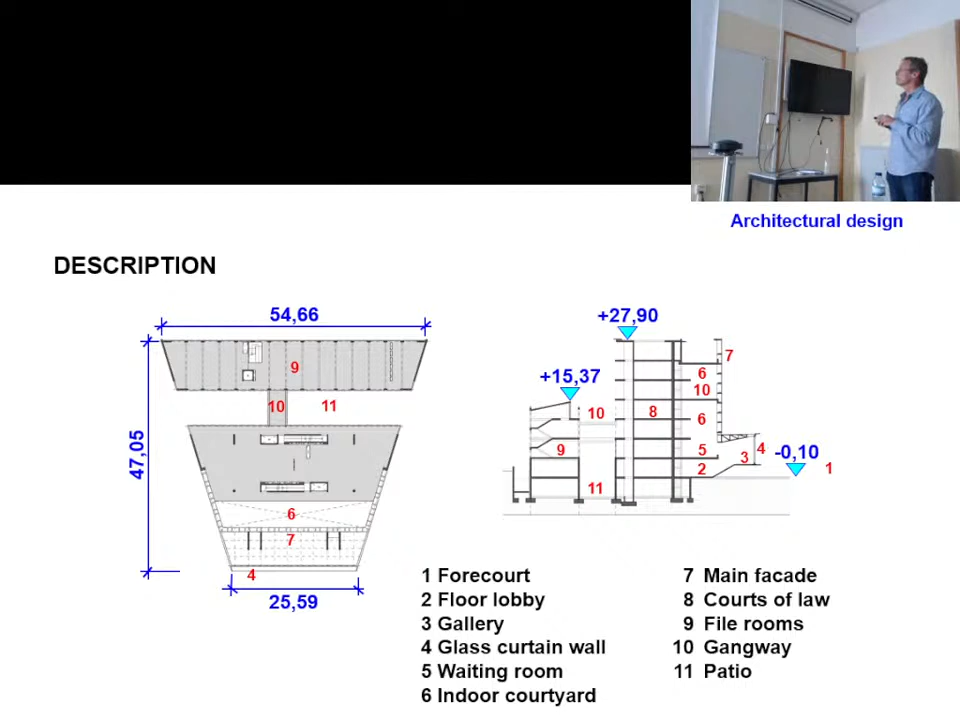 Architectural design
DESCRIPTION
54,66
9
10
11
47,05
6
7
4
25,59
+27,90
7
+15,37
6
10
10
8
6
9
5
3
4
-0,10
2
1
11
1 Forecourt
2 Floor lobby
3 Gallery
4 Glass curtain wall
5 Waiting room
6 Indoor courtyard
7 Main facade
8 Courts of law
9 File rooms
10 Gangway
11 Patio